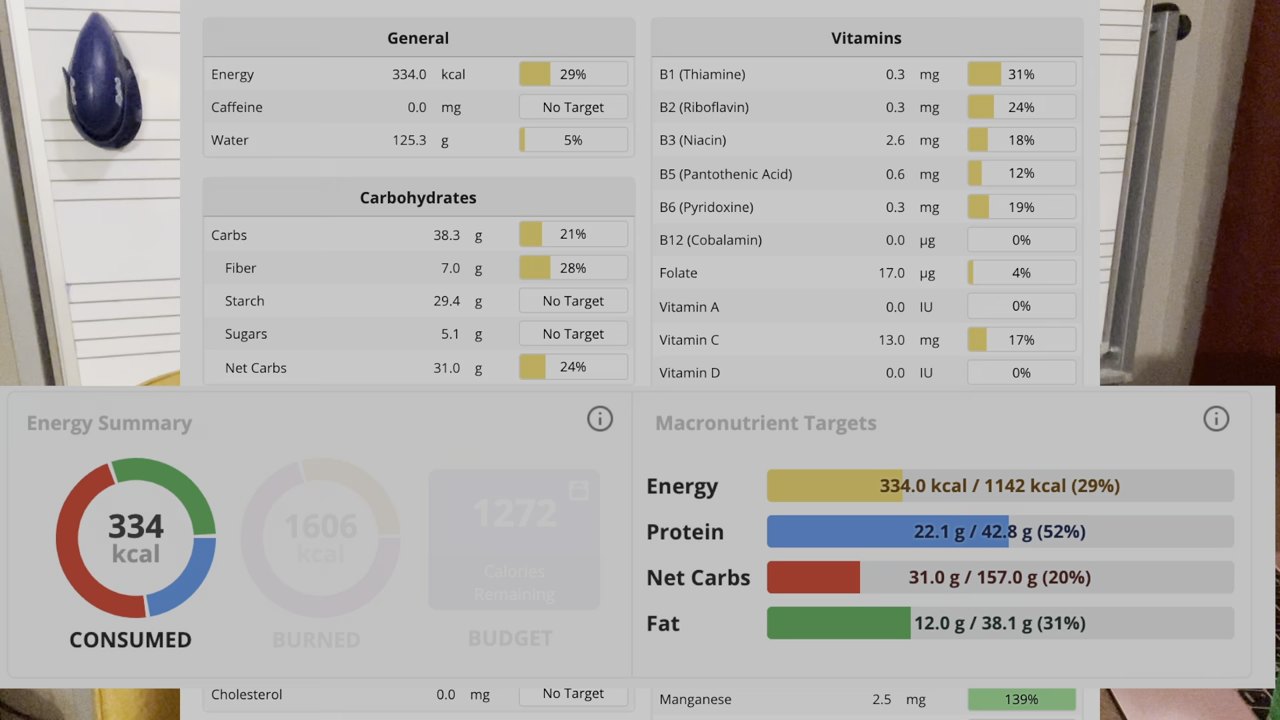 General
Energy 334.0 kcal 29%
Caffeine 0.0 mg No Target
Water 125.3 g 5%
Carbohydrates
Carbs 38.3 g 21%
Fiber 7.0 g 28%
Starch 29.4 g No Target
Sugars 5.1 g No Target
Net Carbs 31.0 g 24%
Vitamins
B1 (Thiamine) 0.3 mg 31%
B2 (Riboflavin) 0.3 mg 24%
B3 (Niacin) 2.6 mg 18%
B5 (Pantothenic Acid) 0.6 mg 12%
B6 (Pyridoxine) 0.3 mg 19%
B12 (Cobalamin) 0.0 µg 0%
Folate 17.0 µg 4%
Vitamin A 0.0 IU 0%
Vitamin C 13.0 mg 17%
Vitamin D 0.0 IU 0%
Energy Summary
334
kcal
CONSUMED
1606
kcal
BURNED
1272
Calories
Remaining
BUDGET
Macronutrient Targets
Energy 334.0 kcal / 1142 kcal (29%)
Protein 22.1 g / 42.8 g (52%)
Net Carbs 31.0 g / 157.0 g (20%)
Fat 12.0 g / 38.1 g (31%)
Cholesterol 0.0 mg No Target
Manganese 2.5 mg 139%